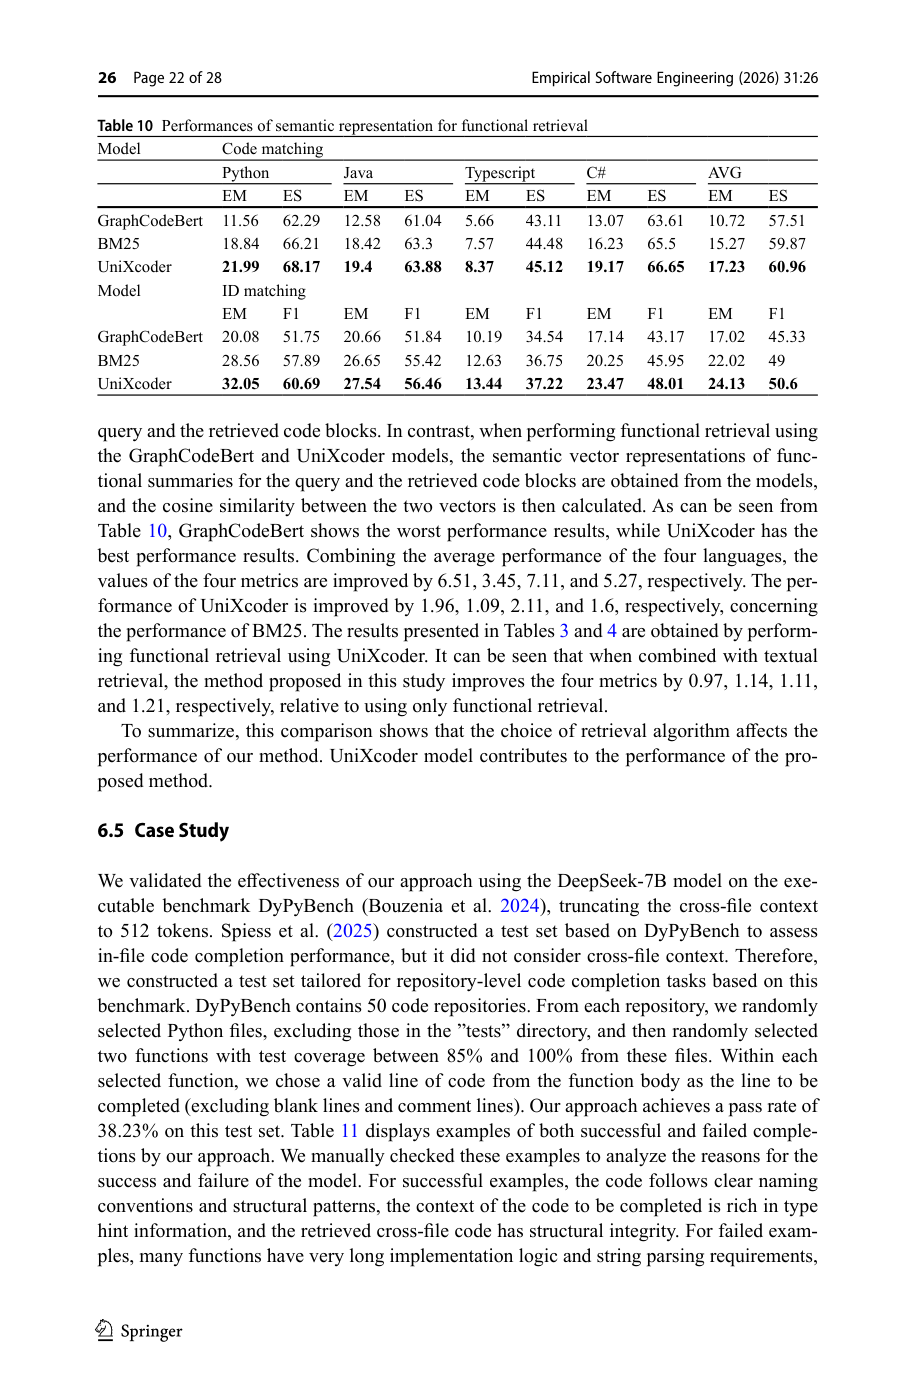 26 Page 22 of 28 Empirical Software Engineering (2026) 31:26
Table 10 Performances of semantic representation for functional retrieval
Model Code matching
Python Java Typescript C# AVG
EM ES EM ES EM ES EM ES EM ES
GraphCodeBert 11.56 62.29 12.58 61.04 5.66 43.11 13.07 63.61 10.72 57.51
BM25 18.84 66.21 18.42 63.3 7.57 44.48 16.23 65.5 15.27 59.87
UniXcoder 21.99 68.17 19.4 63.88 8.37 45.12 19.17 66.65 17.23 60.96
Model ID matching
EM F1 EM F1 EM F1 EM F1 EM F1
GraphCodeBert 20.08 51.75 20.66 51.84 10.19 34.54 17.14 43.17 17.02 45.33
BM25 28.56 57.89 26.65 55.42 12.63 36.75 20.25 45.95 22.02 49
UniXcoder 32.05 60.69 27.54 56.46 13.44 37.22 23.47 48.01 24.13 50.6
query and the retrieved code blocks. In contrast, when performing functional retrieval using
the GraphCodeBert and UniXcoder models, the semantic vector representations of func-
tional summaries for the query and the retrieved code blocks are obtained from the models,
and the cosine similarity between the two vectors is then calculated. As can be seen from
Table 10, GraphCodeBert shows the worst performance results, while UniXcoder has the
best performance results. Combining the average performance of the four languages, the
values of the four metrics are improved by 6.51, 3.45, 7.11, and 5.27, respectively. The per-
formance of UniXcoder is improved by 1.96, 1.09, 2.11, and 1.6, respectively, concerning
the performance of BM25. The results presented in Tables 3 and 4 are obtained by perform-
ing functional retrieval using UniXcoder. It can be seen that when combined with textual
retrieval, the method proposed in this study improves the four metrics by 0.97, 1.14, 1.11,
and 1.21, respectively, relative to using only functional retrieval.
To summarize, this comparison shows that the choice of retrieval algorithm affects the
performance of our method. UniXcoder model contributes to the performance of the pro-
posed method.
6.5 Case Study
We validated the effectiveness of our approach using the DeepSeek-7B model on the exe-
cutable benchmark DyPyBench (Bouzenia et al. 2024), truncating the cross-file context
to 512 tokens. Spiess et al. (2025) constructed a test set based on DyPyBench to assess
in-file code completion performance, but it did not consider cross-file context. Therefore,
we constructed a test set tailored for repository-level code completion tasks based on this
benchmark. DyPyBench contains 50 code repositories. From each repository, we randomly
selected Python files, excluding those in the ”tests” directory, and then randomly selected
two functions with test coverage between 85% and 100% from these files. Within each
selected function, we chose a valid line of code from the function body as the line to be
completed (excluding blank lines and comment lines). Our approach achieves a pass rate of
38.23% on this test set. Table 11 displays examples of both successful and failed comple-
tions by our approach. We manually checked these examples to analyze the reasons for the
success and failure of the model. For successful examples, the code follows clear naming
conventions and structural patterns, the context of the code to be completed is rich in type
hint information, and the retrieved cross-file code has structural integrity. For failed exam-
ples, many functions have very long implementation logic and string parsing requirements,
Springer